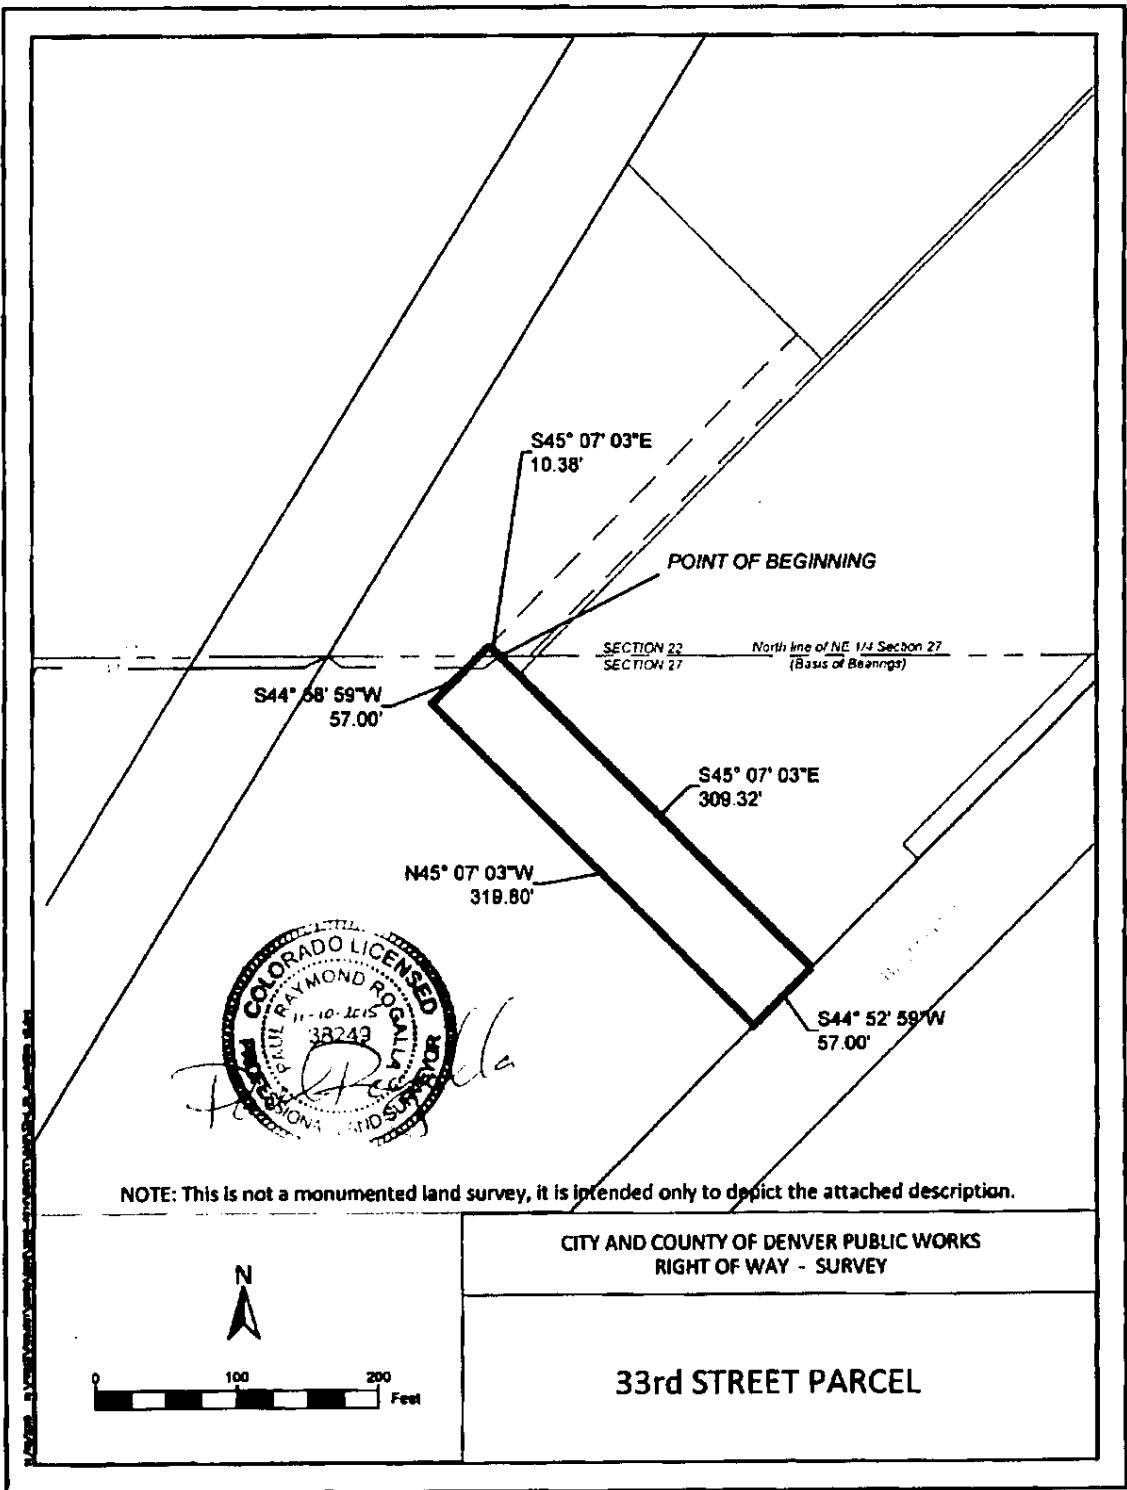 S45° 07' 03"E
10.38'
POINT OF BEGINNING
SECTION 22
SECTION 27
North line of NE 1/4 Section 27
(Basis of Bearings)
S44° 58' 59"W
57.00'
S45° 07' 03"E
309.32'
N45° 07' 03"W
319.80'
COLORADO LICENSED
PAUL RAYMOND ROGALLA
11-10-2015
38249
PROFESSIONAL LAND SURVEYOR
S44° 52' 59"W
57.00'
NOTE: This is not a monumented land survey, it is intended only to depict the attached description.
CITY AND COUNTY OF DENVER PUBLIC WORKS
RIGHT OF WAY - SURVEY
N
0 100 200
Feet
33rd STREET PARCEL